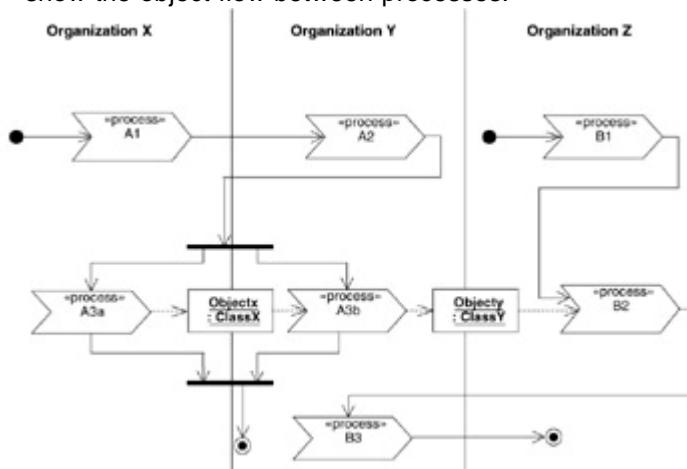 show the object flow between processes.
Organization X
Organization Y
Organization Z
«process»
A1
«process»
A2
«process»
B1
«process»
A3a
Objectx
: ClassX
«process»
A3b
Objecty
: ClassY
«process»
B2
«process»
B3